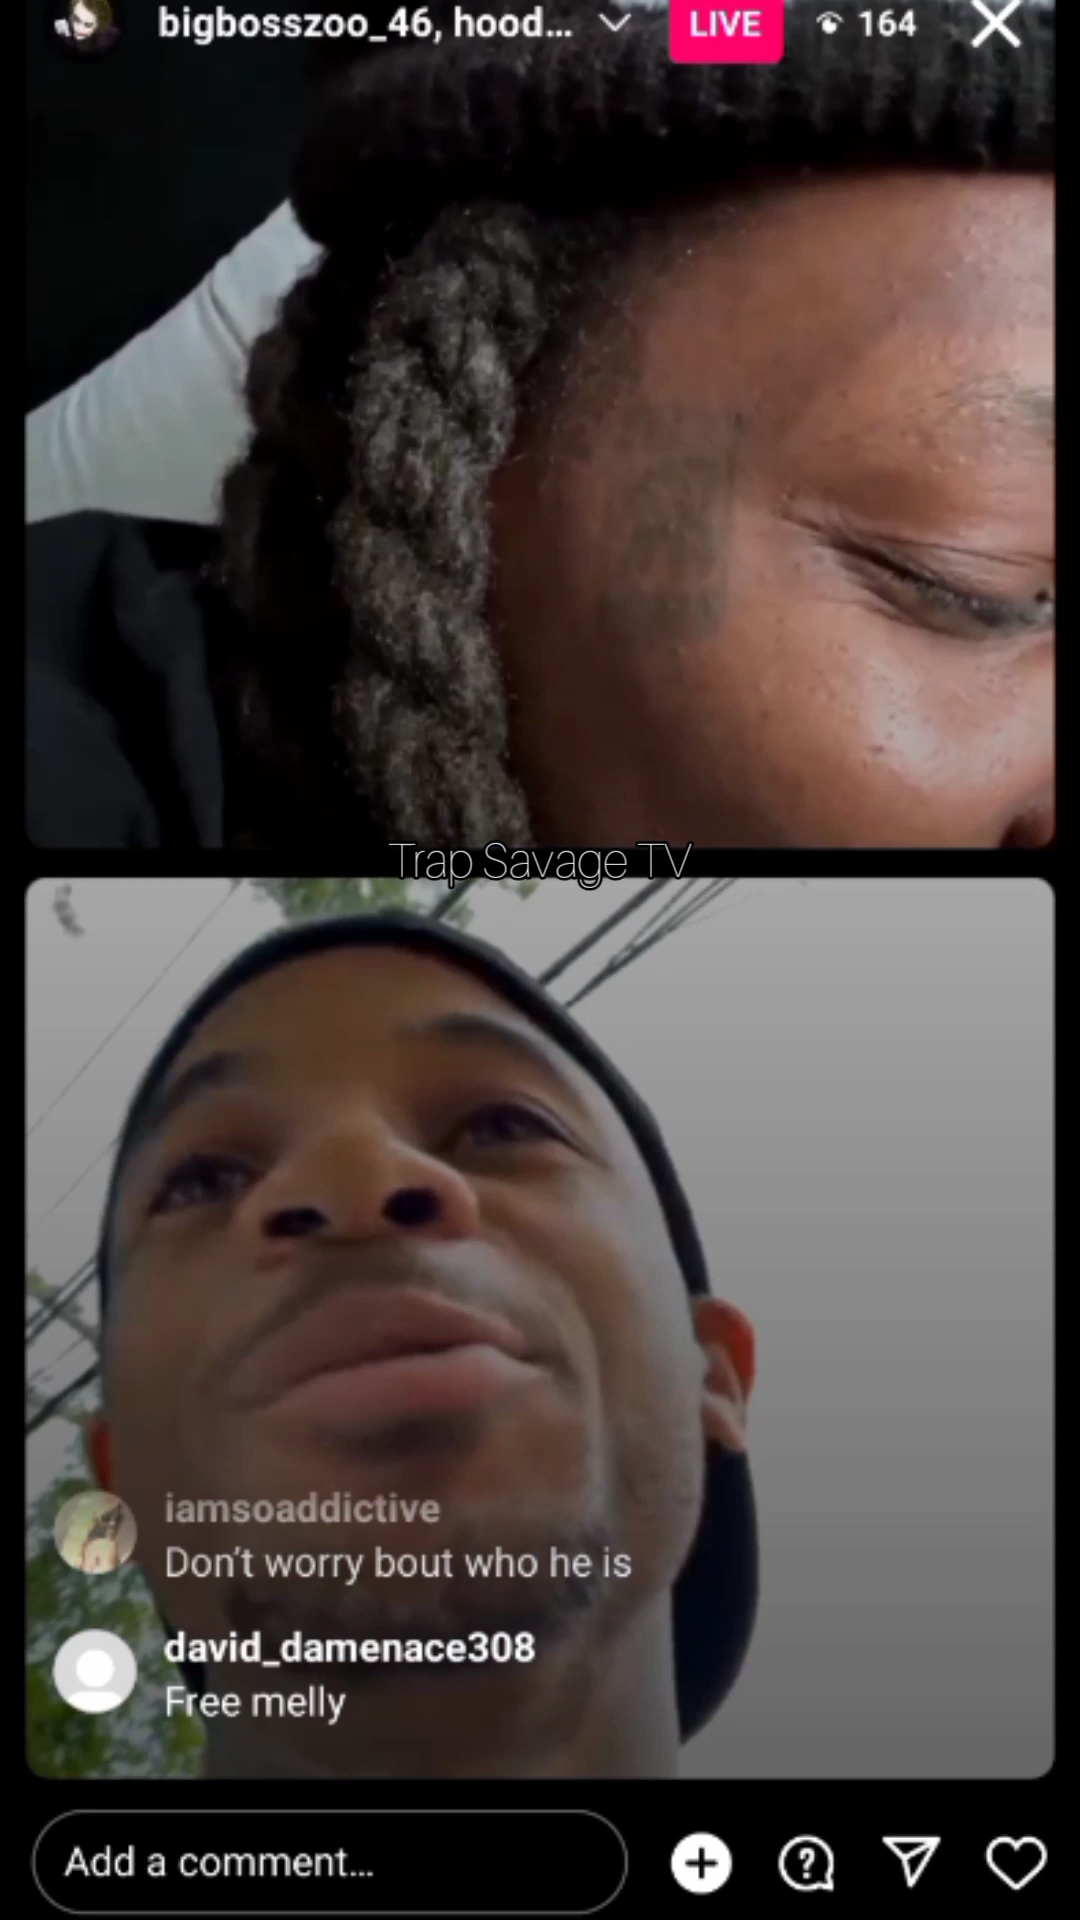 bigbosszoo_46, hood...
LIVE
164
Trap Savage TV
iamsoaddictive
Don't worry bout who he is
david_damenace308
Free melly
Add a comment...